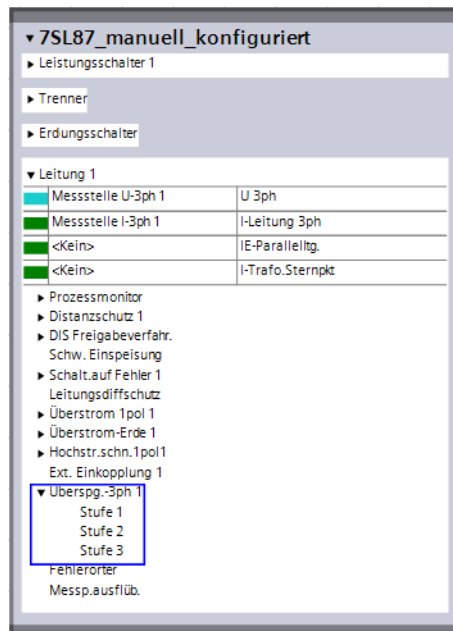 7SL87_manuell_konfiguriert
Leistungsschalter 1
Trenner
Erdungsschalter
Leitung 1
Messstelle U-3ph 1 U 3ph
Messstelle I-3ph 1 I-Leitung 3ph
<Kein> IE-Parallelltg.
<Kein> I-Trafo.Sternpkt
Prozessmonitor
Distanzschutz 1
DIS Freigabeverfahr.
Schw. Einspeisung
Schalt.auf Fehler 1
Leitungsdiffschutz
Überstrom 1pol 1
Überstrom-Erde 1
Hochstr.schn.1pol1
Ext. Einkopplung 1
Überspg.-3ph 1
Stufe 1
Stufe 2
Stufe 3
Fehlerorter
Messp.ausflüb.